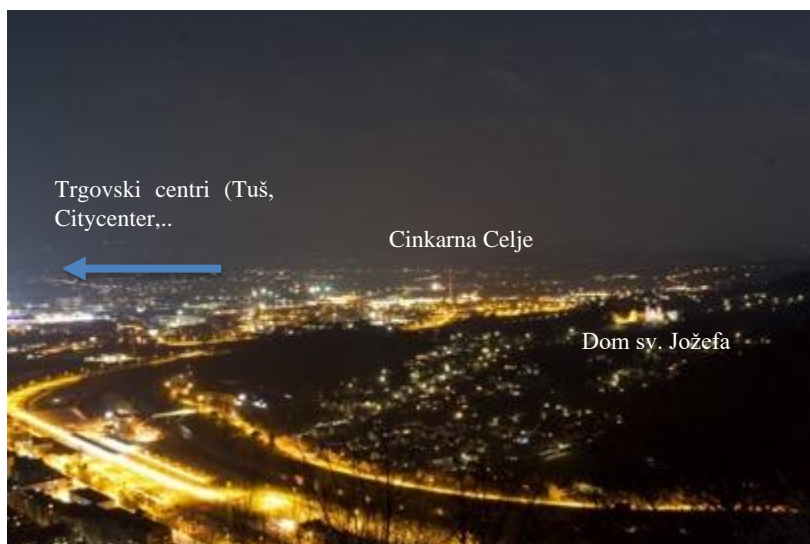 Trgovski centri (Tuš,
Citycenter,..
Cinkarna Celje
Dom sv. Jožefa